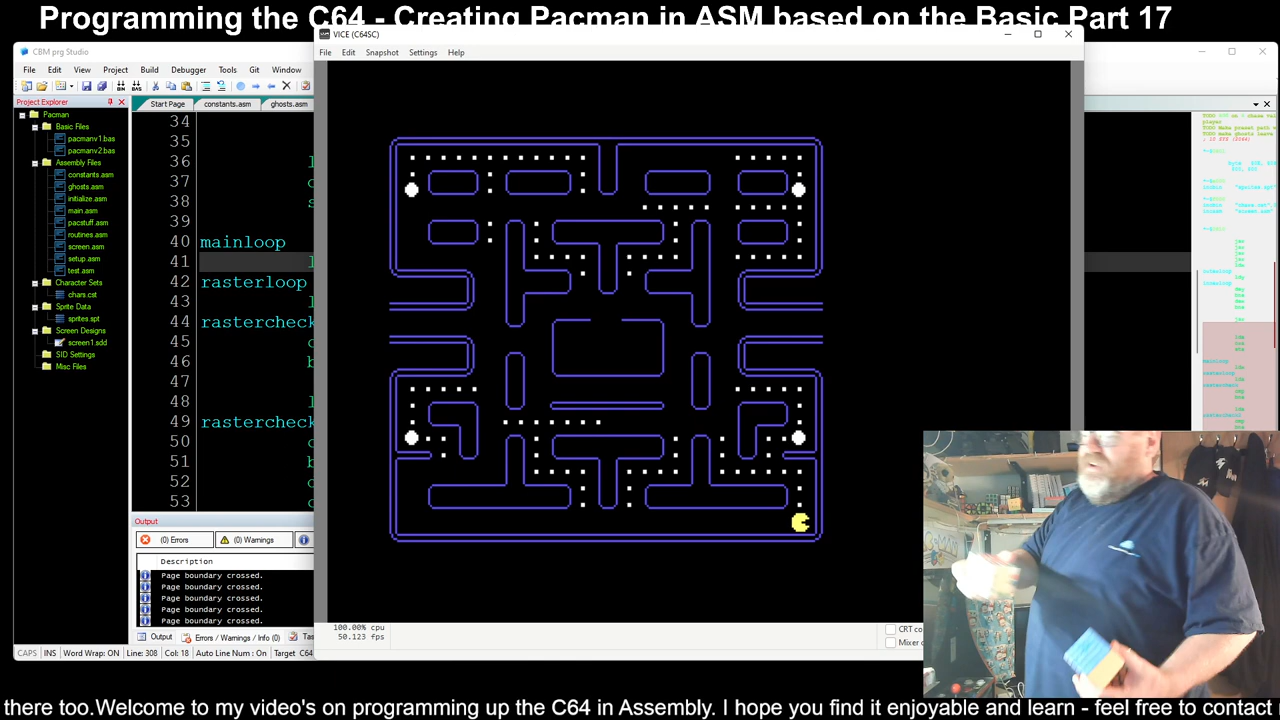 Programming the C64 - Creating Pacman in ASM based on the Basic Part 17
CBM prg Studio
File Edit View Project Build Debugger Tools Git Window
Project Explorer
Pacman
Basic Files
pacmanv1.bas
pacmanv2.bas
Assembly Files
constants.asm
ghosts.asm
initialize.asm
main.asm
pacstuff.asm
routines.asm
screen.asm
setup.asm
test.asm
Character Sets
chars.cst
Sprite Data
sprites.spt
Screen Designs
screen1.sdd
SID Settings
Misc Files
Start Page constants.asm ghosts.asm
34
35
36
37
38
39
40 mainloop
41
42 rasterloop
43
44 rastercheck
45
46
47
48
49 rastercheck
50
51
52
53
Output
(0) Errors (0) Warnings
Description
Page boundary crossed.
Page boundary crossed.
Page boundary crossed.
Page boundary crossed.
Page boundary crossed.
Output Errors / Warnings / Info (0) Tas
CAPS INS Word Wrap: ON Line: 308 Col: 18 Auto Line Num : On Target C64
VICE (C64SC)
File Edit Snapshot Settings Help
100.00% cpu
50.123 fps
CRT co
Mixer c
there too.Welcome to my video's on programming up the C64 in Assembly. I hope you find it enjoyable and learn - feel free to contact